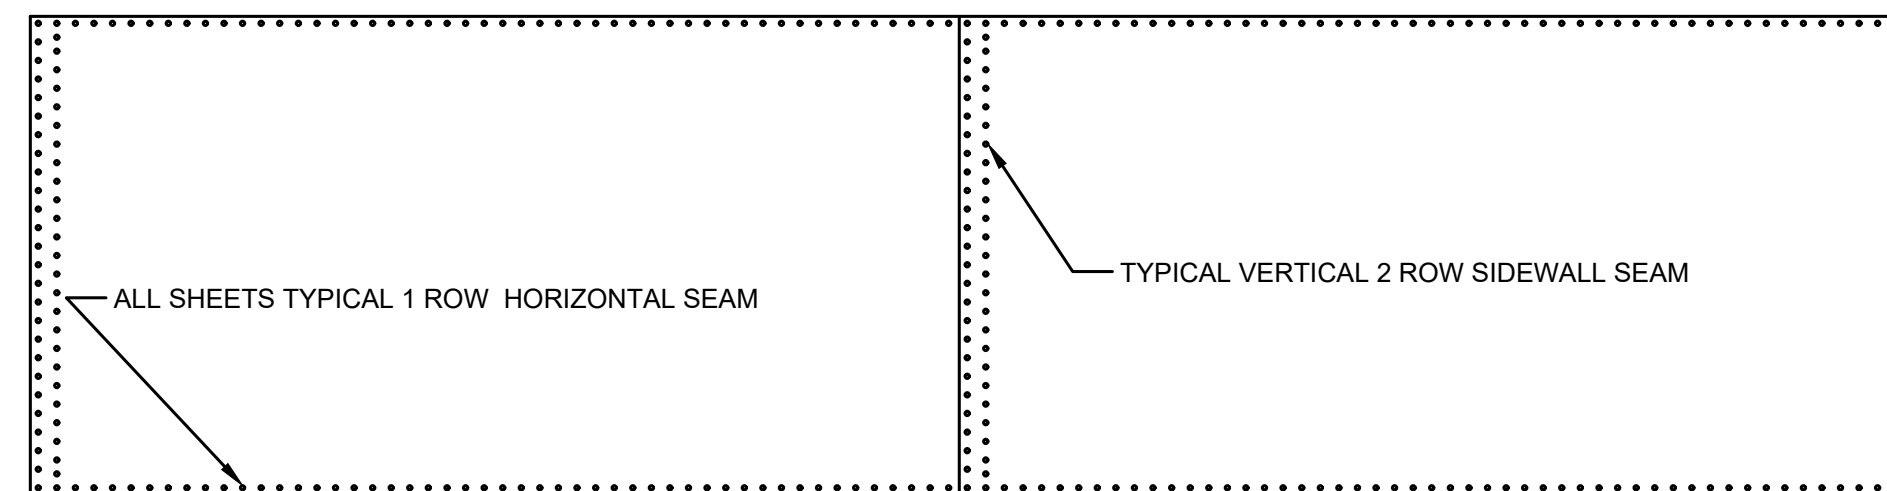 TYPICAL VERTICAL 2 ROW SIDEWALL SEAM
ALL SHEETS TYPICAL 1 ROW  HORIZONTAL SEAM